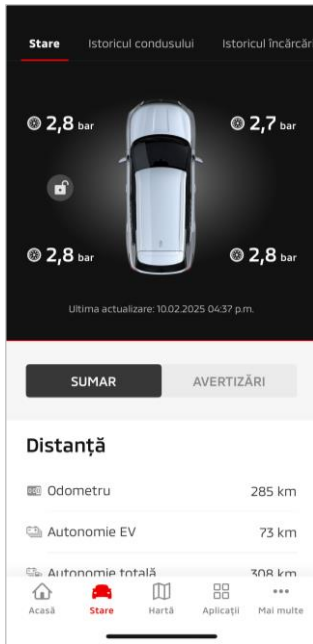 Stare Istoricul condusului Istoricul încărcăr
2,8 bar 2,7 bar
2,8 bar 2,8 bar
Ultima actualizare: 10.02.2025 04:37 p.m.
SUMAR AVERTIZĂRI
Distanță
Odometru 285 km
Autonomie EV 73 km
Autonomie totală 308 km
Acasă Stare Hartă Aplicații Mai multe